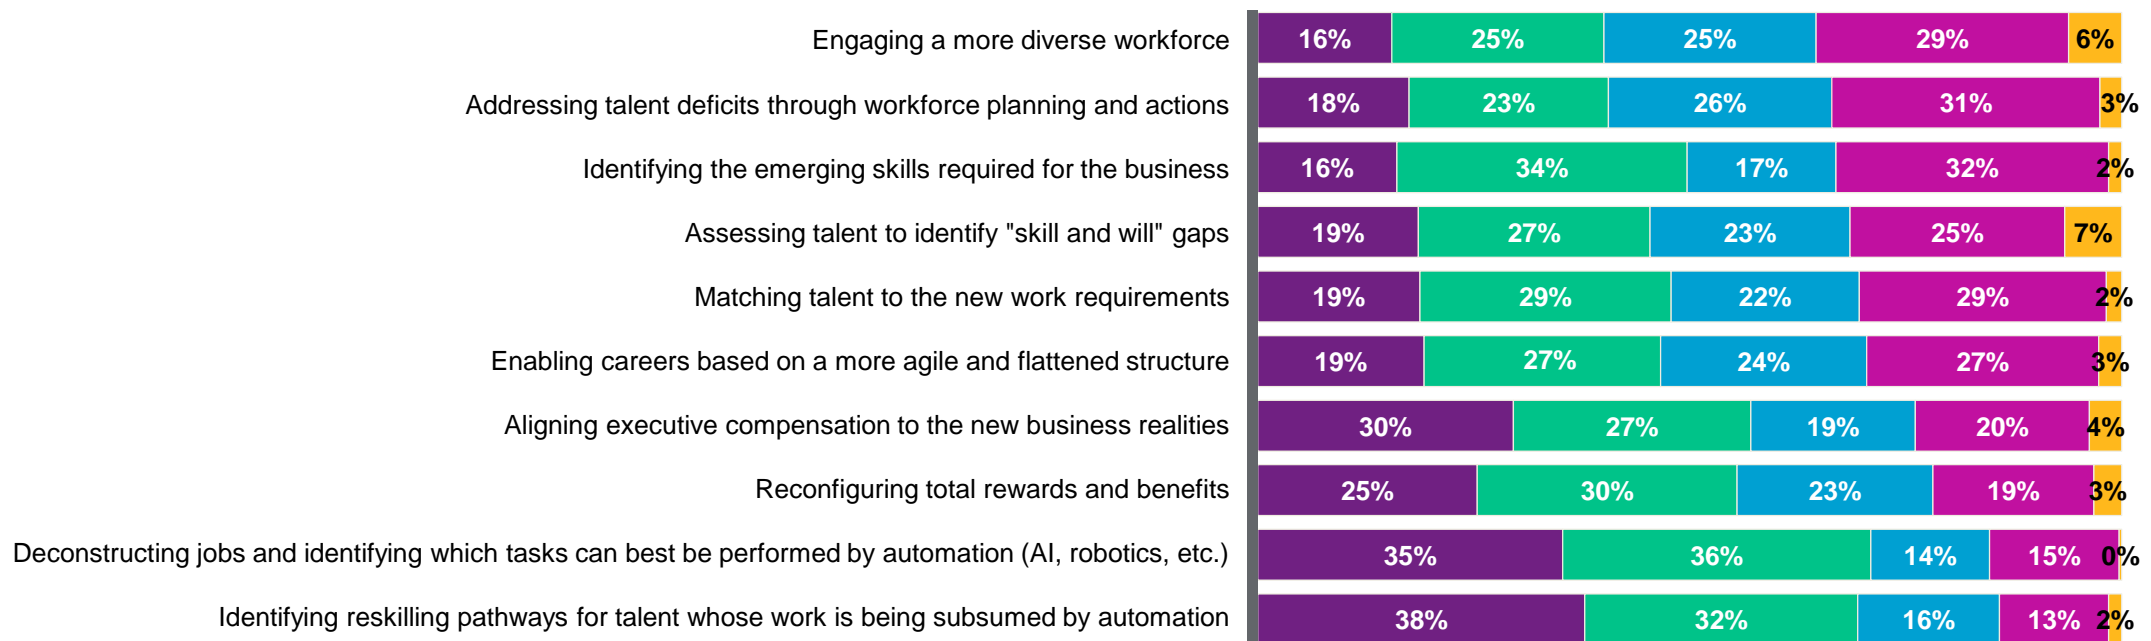 Engaging a more diverse workforce 16% 25% 25% 29% 6%
Addressing talent deficits through workforce planning and actions 18% 23% 26% 31% 3%
Identifying the emerging skills required for the business 16% 34% 17% 32% 2%
Assessing talent to identify "skill and will" gaps 19% 27% 23% 25% 7%
Matching talent to the new work requirements 19% 29% 22% 29% 2%
Enabling careers based on a more agile and flattened structure 19% 27% 24% 27% 3%
Aligning executive compensation to the new business realities 30% 27% 19% 20% 4%
Reconfiguring total rewards and benefits 25% 30% 23% 19% 3%
Deconstructing jobs and identifying which tasks can best be performed by automation (AI, robotics, etc.) 35% 36% 14% 15% 0%
Identifying reskilling pathways for talent whose work is being subsumed by automation 38% 32% 16% 13% 2%